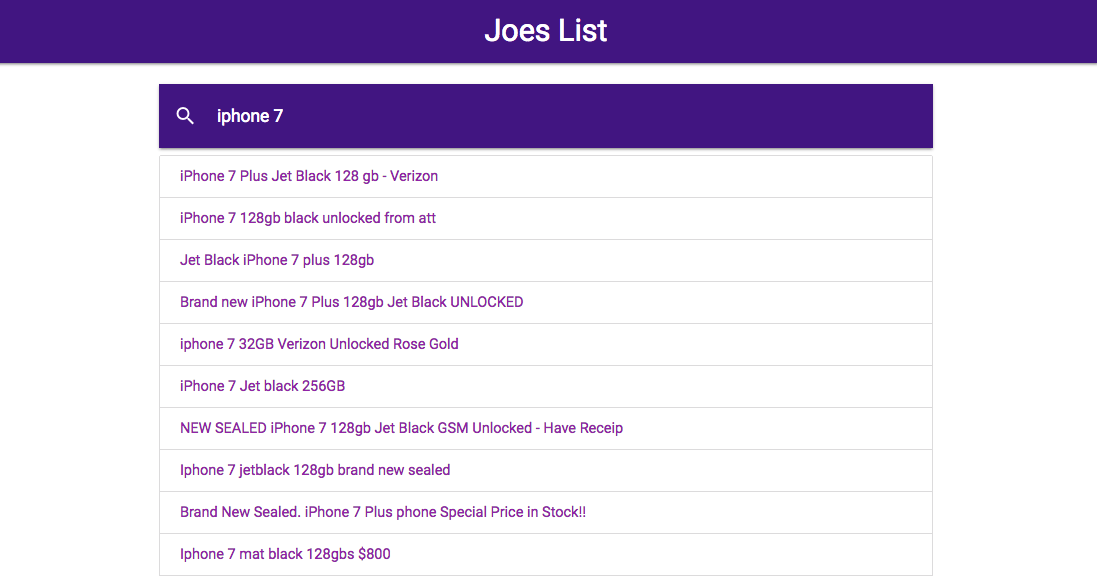 Joes List
iphone 7
iPhone 7 Plus Jet Black 128 gb - Verizon
iPhone 7 128gb black unlocked from att
Jet Black iPhone 7 plus 128gb
Brand new iPhone 7 Plus 128gb Jet Black UNLOCKED
iphone 7 32GB Verizon Unlocked Rose Gold
iPhone 7 Jet black 256GB
NEW SEALED iPhone 7 128gb Jet Black GSM Unlocked - Have Receip
Iphone 7 jetblack 128gb brand new sealed
Brand New Sealed. iPhone 7 Plus phone Special Price in Stock!!
Iphone 7 mat black 128gbs $800